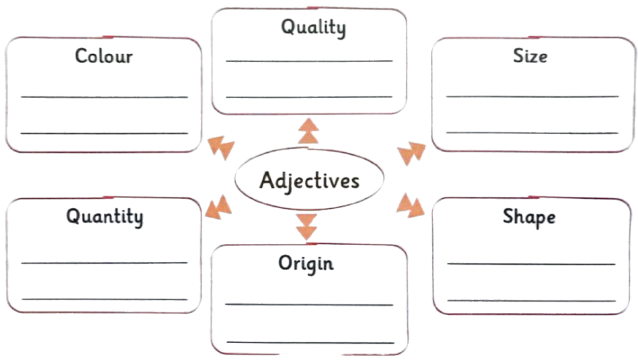 Quality
Colour
Size
Adjectives
Quantity
Shape
Origin